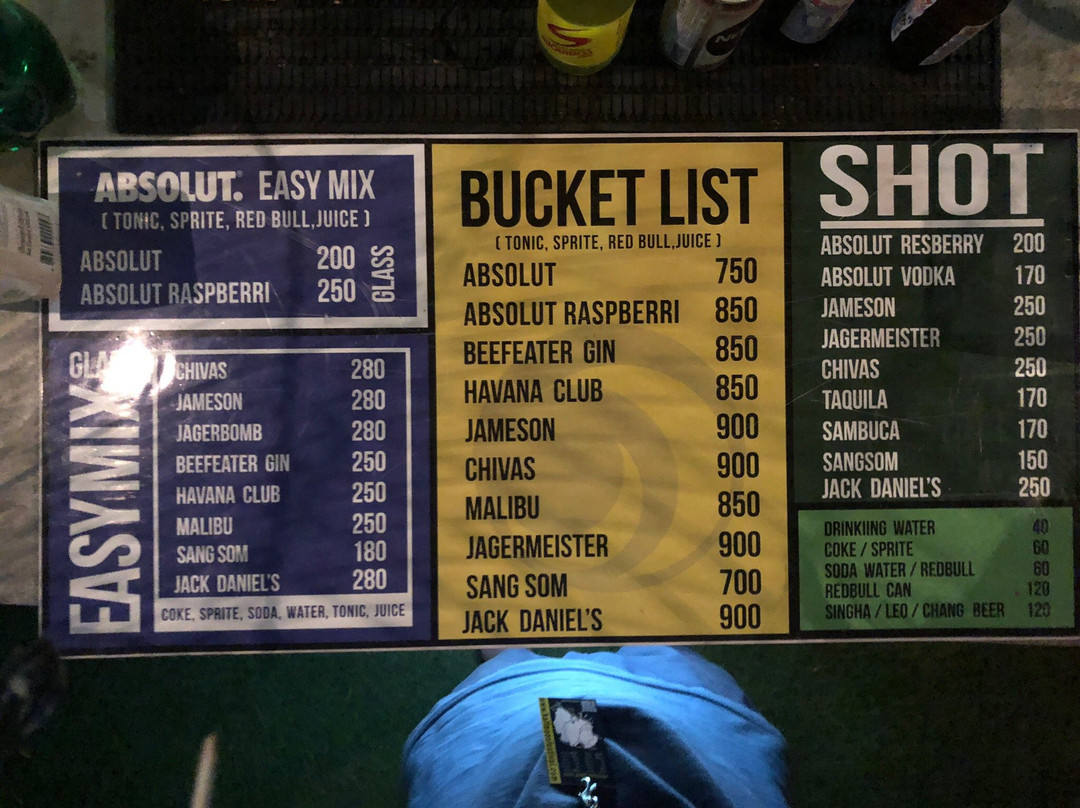 ABSOLUT. EASY MIX
( TONIC, SPRITE, RED BULL,JUICE )
ABSOLUT 200
ABSOLUT RASPBERRI 250
GLASS
EASYMIX
CHIVAS 280
JAMESON 280
JAGERBOMB 280
BEEFEATER GIN 250
HAVANA CLUB 250
MALIBU 250
SANG SOM 180
JACK DANIEL'S 280
COKE, SPRITE, SODA, WATER, TONIC, JUICE
BUCKET LIST
( TONIC, SPRITE, RED BULL,JUICE )
ABSOLUT 750
ABSOLUT RASPBERRI 850
BEEFEATER GIN 850
HAVANA CLUB 850
JAMESON 900
CHIVAS 900
MALIBU 850
JAGERMEISTER 900
SANG SOM 700
JACK DANIEL'S 900
SHOT
ABSOLUT RESBERRY 200
ABSOLUT VODKA 170
JAMESON 250
JAGERMEISTER 250
CHIVAS 250
TAQUILA 170
SAMBUCA 170
SANGSOM 150
JACK DANIEL'S 250
DRINKIING WATER 40
COKE / SPRITE 60
SODA WATER / REDBULL 60
REDBULL CAN 120
SINGHA / LEO / CHANG BEER 120